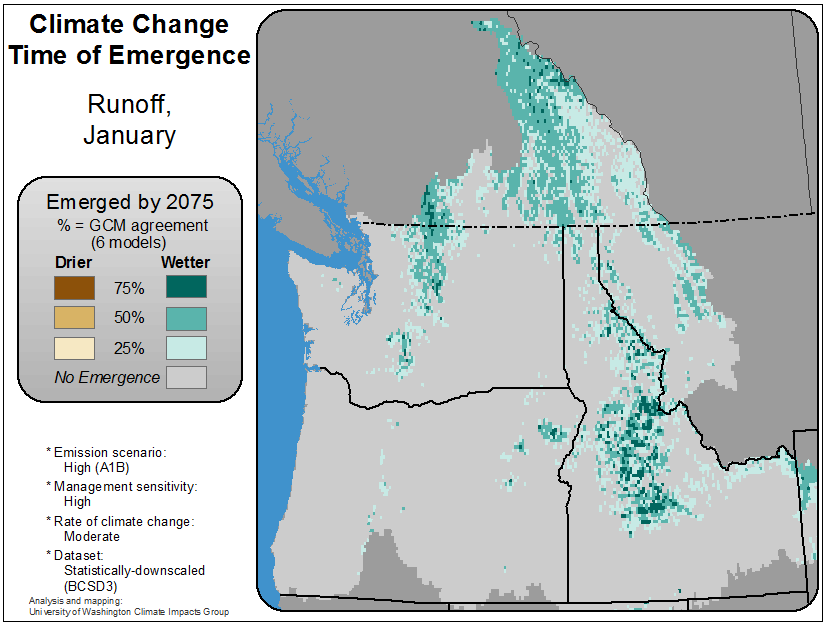 Climate Change
Time of Emergence
Runoff,
January
Emerged by 2075
% = GCM agreement
(6 models)
Drier Wetter
75%
50%
25%
No Emergence
* Emission scenario:
High (A1B)
* Management sensitivity:
High
* Rate of climate change:
Moderate
* Dataset:
Statistically-downscaled
(BCSD3)
Analysis and mapping:
University of Washington Climate Impacts Group